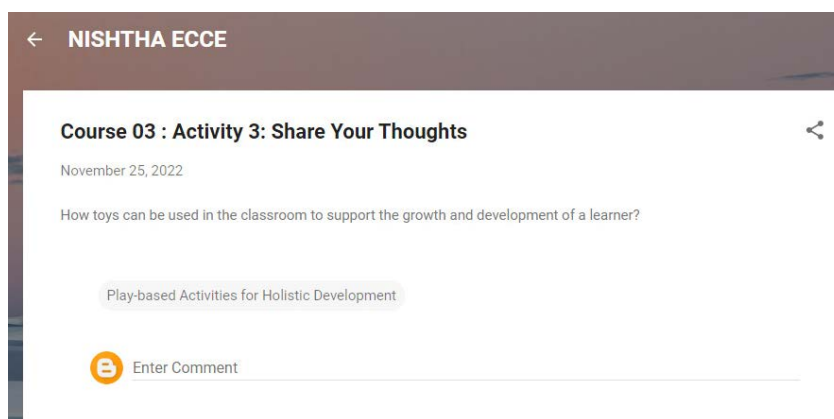 NISHTHA ECCE
Course 03 : Activity 3: Share Your Thoughts
November 25, 2022
How toys can be used in the classroom to support the growth and development of a learner?
Play-based Activities for Holistic Development
Enter Comment